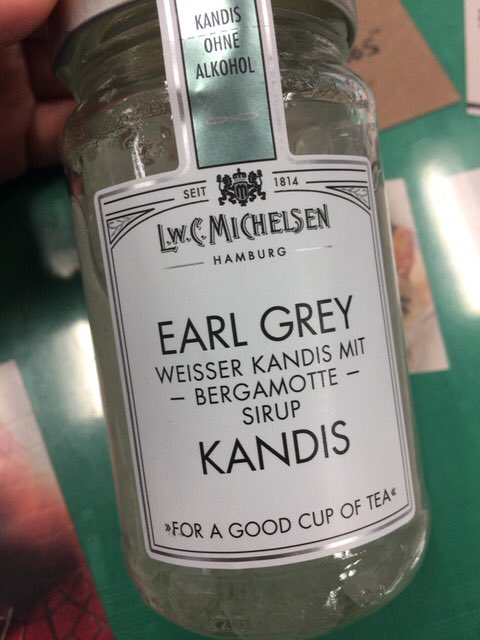 KANDIS
OHNE
ALKOHOL
SEIT 1814
L.W.C. MICHELSEN
HAMBURG
EARL GREY
WEISSER KANDIS MIT
– BERGAMOTTE –
SIRUP
KANDIS
»FOR A GOOD CUP OF TEA«